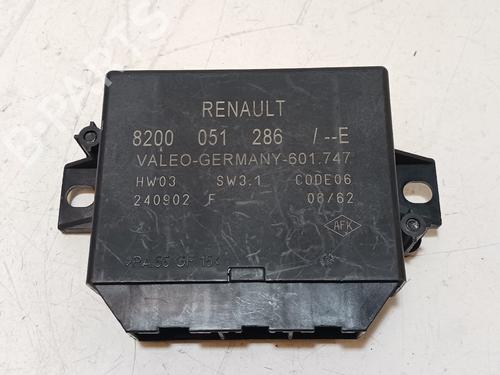 B-PARTS
RENAULT
8200 051 286 /--E
VALEO-GERMANY-601.747
HW03 SW3.1 CODE06
240902 F 06/62
AFK